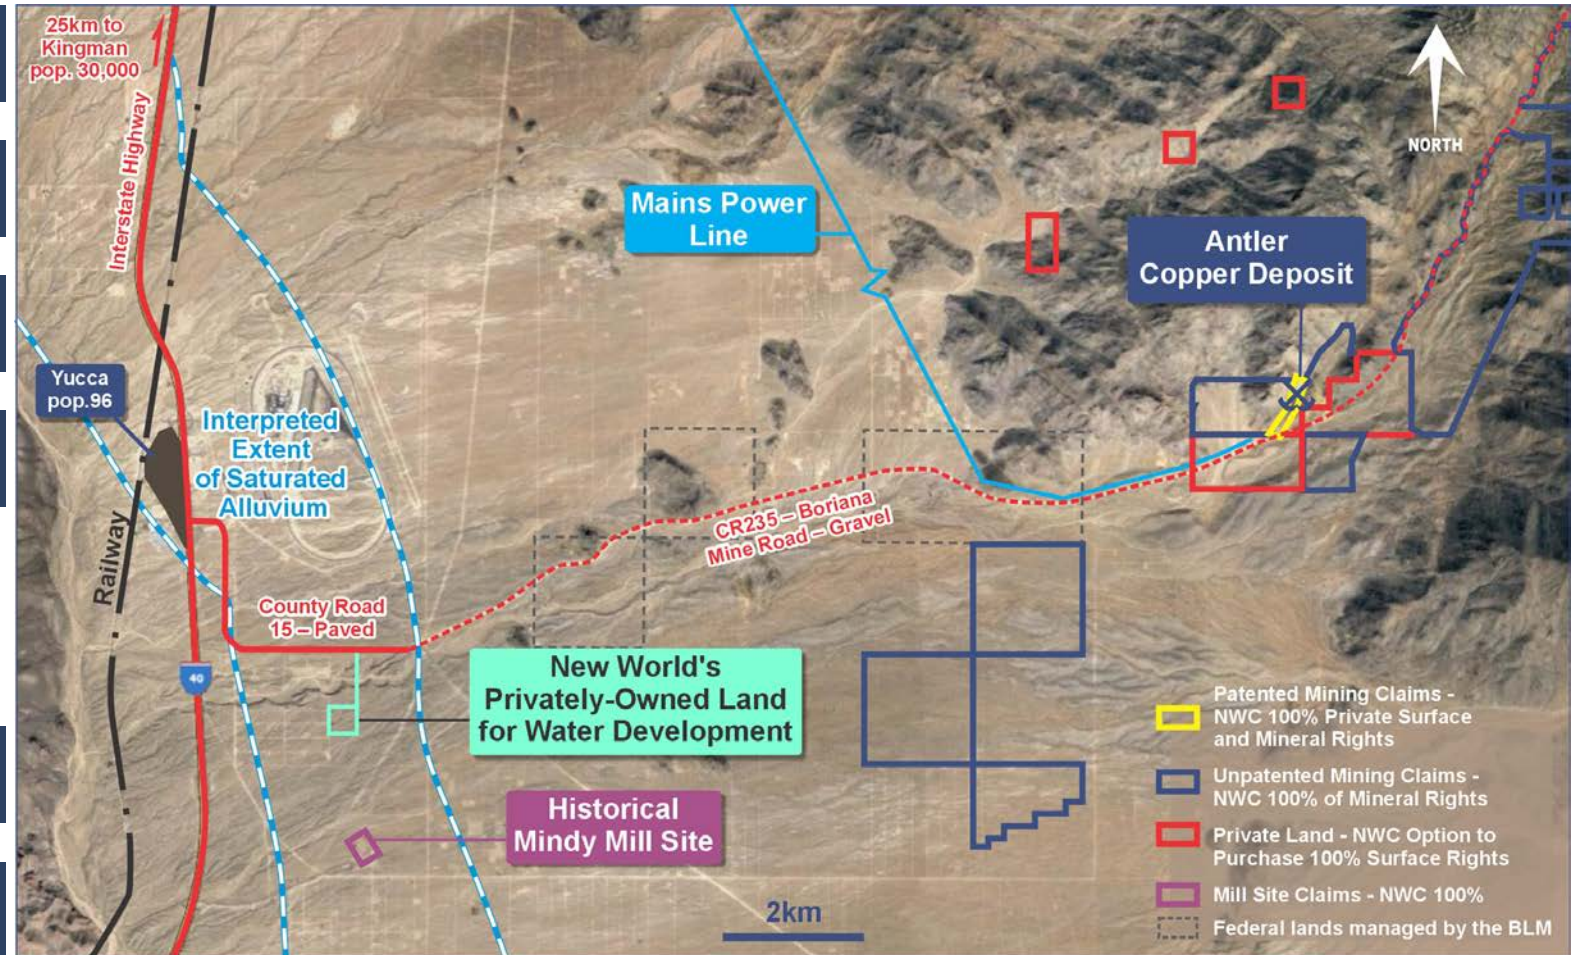 25km to
Kingman
pop. 30,000
Interstate Highway
NORTH
Mains Power
Line
Antler
Copper Deposit
Yucca
pop.96
Interpreted
Extent
of Saturated
Alluvium
Railway
CR235 – Boriana
Mine Road – Gravel
County Road
15 – Paved
40
New World's
Privately-Owned Land
for Water Development
Historical
Mindy Mill Site
2km
Patented Mining Claims -
NWC 100% Private Surface
and Mineral Rights
Unpatented Mining Claims -
NWC 100% of Mineral Rights
Private Land - NWC Option to
Purchase 100% Surface Rights
Mill Site Claims - NWC 100%
Federal lands managed by the BLM